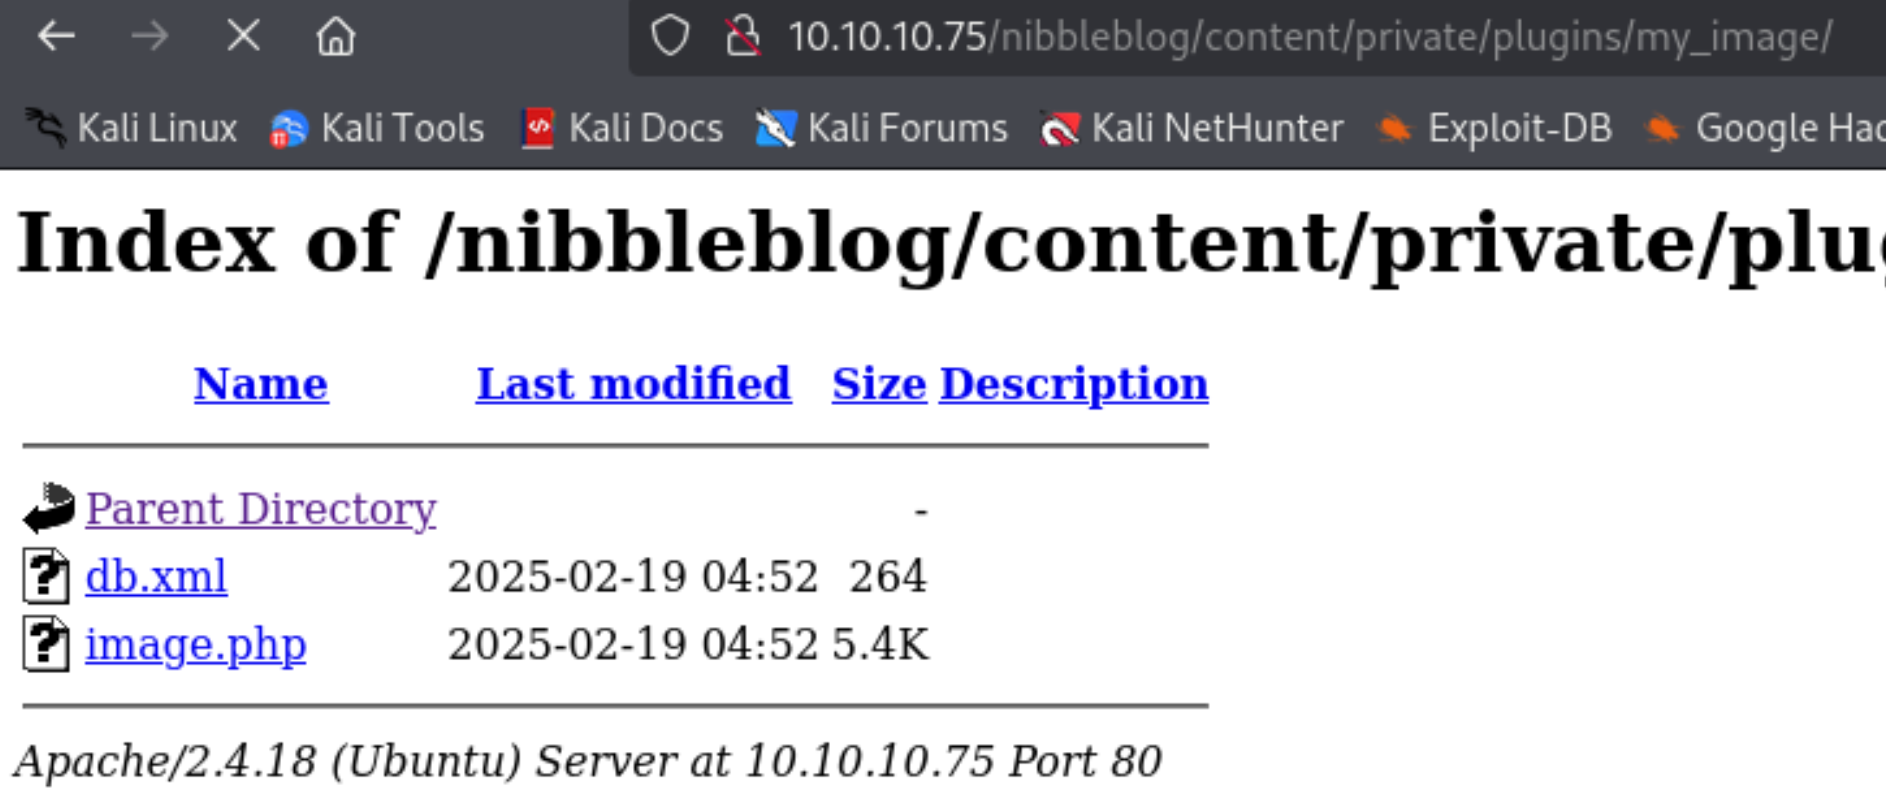 10.10.10.75/nibbleblog/content/private/plugins/my_image/
Kali Linux Kali Tools Kali Docs Kali Forums Kali NetHunter Exploit-DB Google Hac
Index of /nibbleblog/content/private/plug
Name Last modified Size Description
Parent Directory -
db.xml 2025-02-19 04:52 264
image.php 2025-02-19 04:52 5.4K
Apache/2.4.18 (Ubuntu) Server at 10.10.10.75 Port 80